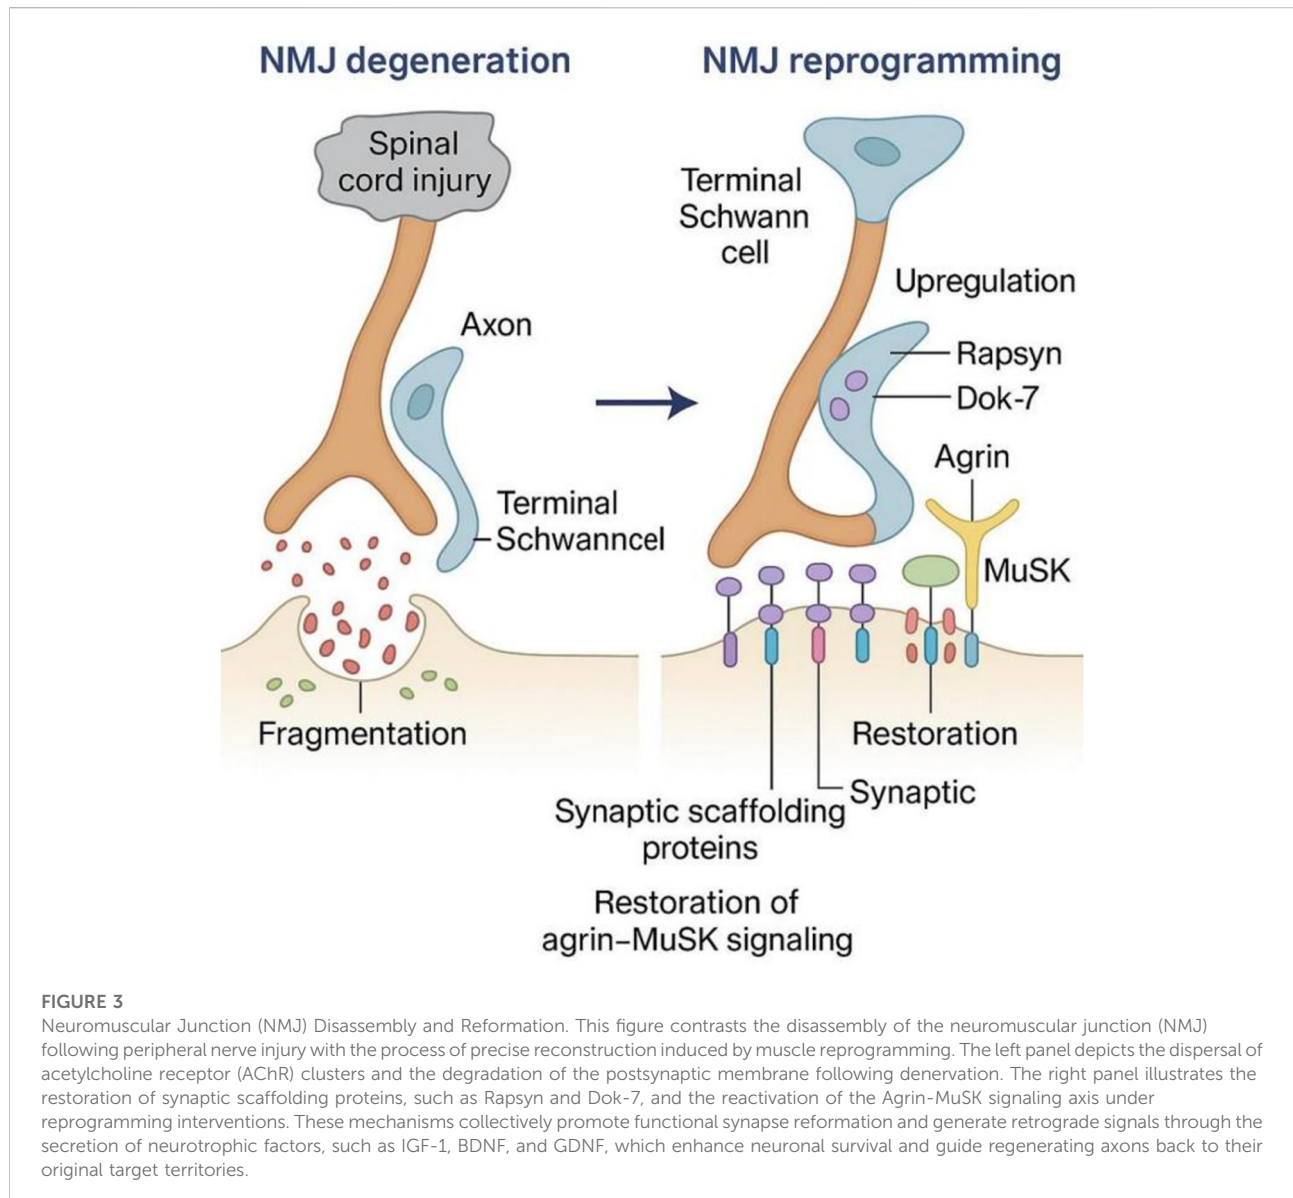 NMJ degeneration
NMJ reprogramming
Spinal
cord injury
Axon
Terminal
Schwanncel
Fragmentation
Terminal
Schwann
cell
Upregulation
Rapsyn
Dok-7
Agrin
MuSK
Restoration
Synaptic
Synaptic scaffolding
proteins
Restoration of
agrin–MuSK signaling
FIGURE 3
Neuromuscular Junction (NMJ) Disassembly and Reformation. This figure contrasts the disassembly of the neuromuscular junction (NMJ)
following peripheral nerve injury with the process of precise reconstruction induced by muscle reprogramming. The left panel depicts the dispersal of
acetylcholine receptor (AChR) clusters and the degradation of the postsynaptic membrane following denervation. The right panel illustrates the
restoration of synaptic scaffolding proteins, such as Rapsyn and Dok-7, and the reactivation of the Agrin-MuSK signaling axis under
reprogramming interventions. These mechanisms collectively promote functional synapse reformation and generate retrograde signals through the
secretion of neurotrophic factors, such as IGF-1, BDNF, and GDNF, which enhance neuronal survival and guide regenerating axons back to their
original target territories.